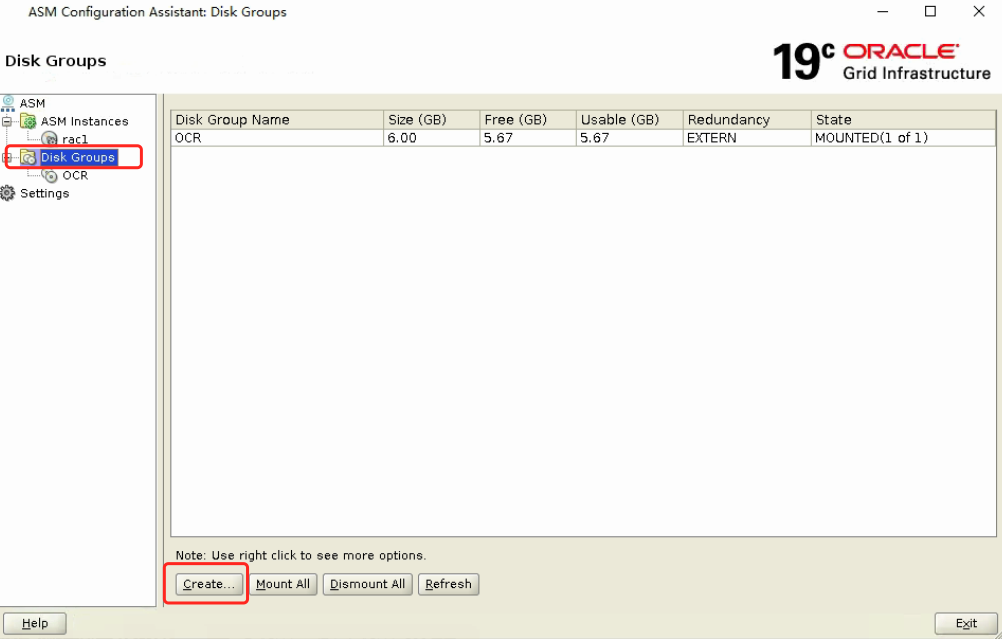 ASM Configuration Assistant: Disk Groups
Disk Groups
19c ORACLE
Grid Infrastructure
ASM
ASM Instances
rac1
Disk Groups
OCR
Settings
Disk Group Name Size (GB) Free (GB) Usable (GB) Redundancy State
OCR 6.00 5.67 5.67 EXTERN MOUNTED(1 of 1)
Note: Use right click to see more options.
Create... Mount All Dismount All Refresh
Help Exit